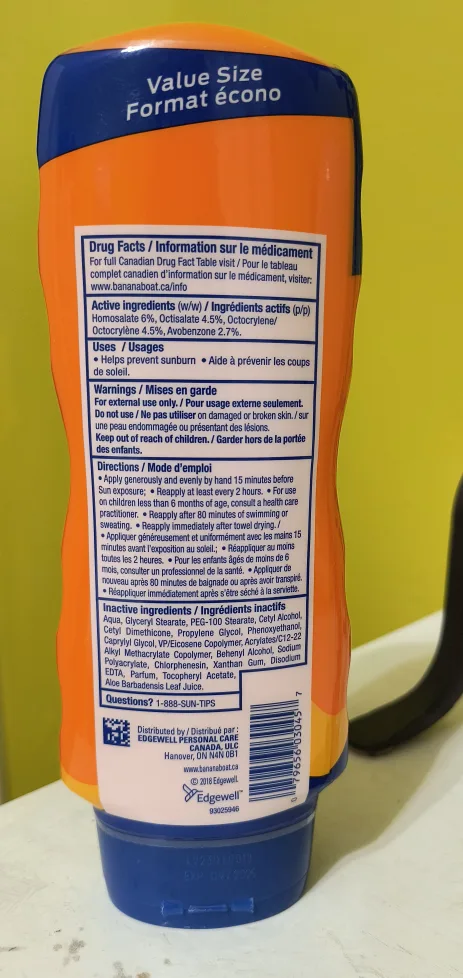 Value Size
Format écono
Drug Facts / Information sur le médicament
For full Canadian Drug Fact Table visit / Pour le tableau
complet canadien d'information sur le médicament, visiter:
www.bananaboat.ca/info
Active ingredients (w/w) / Ingrédients actifs (p/p)
Homosalate 6%, Octisalate 4.5%, Octocrylene/
Octocrylène 4.5%, Avobenzone 2.7%.
Uses / Usages
• Helps prevent sunburn • Aide à prévenir les coups
de soleil.
Warnings / Mises en garde
For external use only. / Pour usage externe seulement.
Do not use / Ne pas utiliser on damaged or broken skin. / sur
une peau endommagée ou présentant des lésions.
Keep out of reach of children. / Garder hors de la portée
des enfants.
Directions / Mode d'emploi
• Apply generously and evenly by hand 15 minutes before
Sun exposure; • Reapply at least every 2 hours. • For use
on children less than 6 months of age, consult a health care
practitioner. • Reapply after 80 minutes of swimming or
sweating. • Reapply immediately after towel drying. /
• Appliquer généreusement et uniformément avec les mains 15
minutes avant l'exposition au soleil.; • Réappliquer au moins
toutes les 2 heures. • Pour les enfants âgés de moins de 6
mois, consulter un professionnel de la santé. • Appliquer de
nouveau après 80 minutes de baignade ou après avoir transpiré.
• Réappliquer immédiatement après s'être séché à la serviette.
Inactive ingredients / Ingrédients inactifs
Aqua, Glyceryl Stearate, PEG-100 Stearate, Cetyl Alcohol,
Cetyl Dimethicone, Propylene Glycol, Phenoxyethanol,
Caprylyl Glycol, VP/Eicosene Copolymer, Acrylates/C12-22
Alkyl Methacrylate Copolymer, Behenyl Alcohol, Sodium
Polyacrylate, Chlorphenesin, Xanthan Gum, Disodium
EDTA, Parfum, Tocopheryl Acetate,
Aloe Barbadensis Leaf Juice.
Questions? 1-888-SUN-TIPS
Distributed by / Distribué par :
EDGEWELL PERSONAL CARE
CANADA, ULC
Hanover, ON N4N 0B1
www.bananaboat.ca
© 2018 Edgewell.
Edgewell™
93025946
0 79656 03045 7